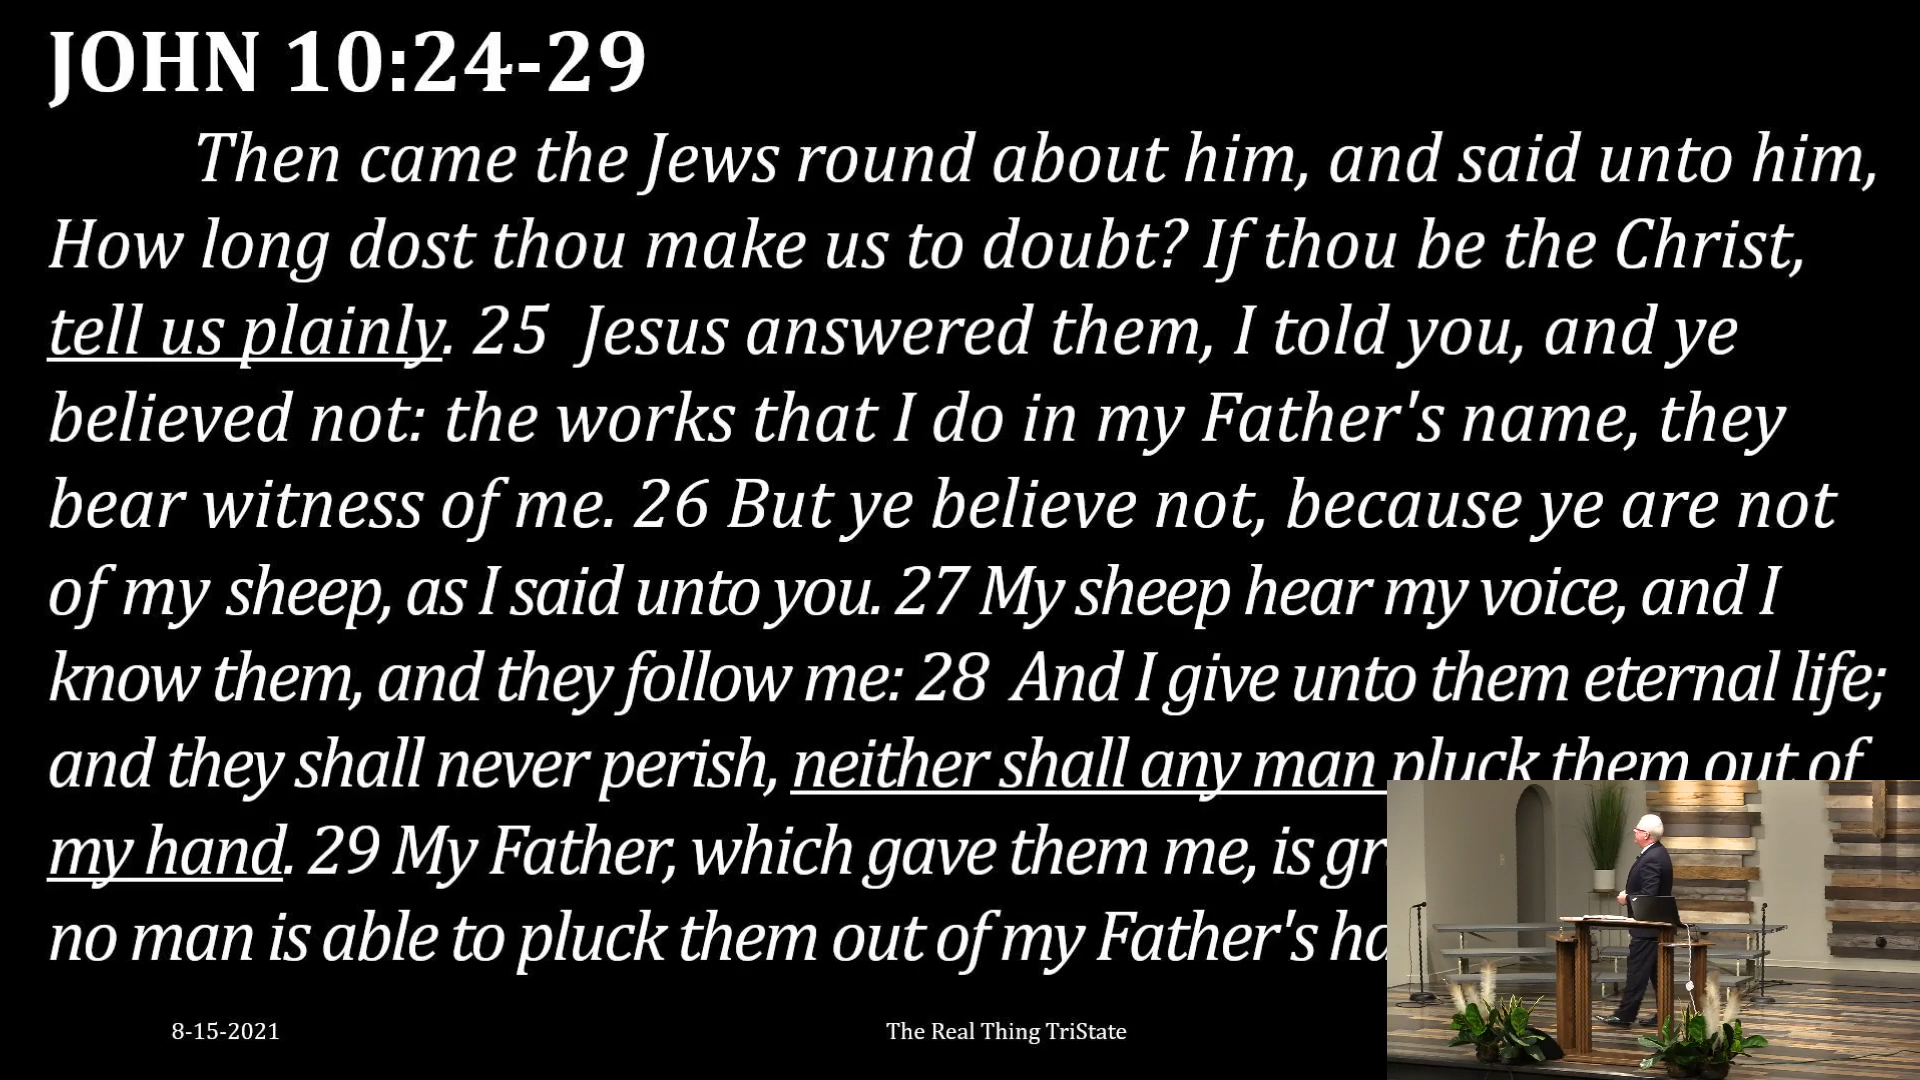 JOHN 10:24-29
Then came the Jews round about him, and said unto him,
How long dost thou make us to doubt? If thou be the Christ,
tell us plainly. 25 Jesus answered them, I told you, and ye
believed not: the works that I do in my Father's name, they
bear witness of me. 26 But ye believe not, because ye are not
of my sheep, as I said unto you. 27 My sheep hear my voice, and I
know them, and they follow me: 28 And I give unto them eternal life;
and they shall never perish, neither shall any man pluck them out of
my hand. 29 My Father, which gave them me, is
no man is able to pluck them out of my Father's
8-15-2021
The Real Thing TriState